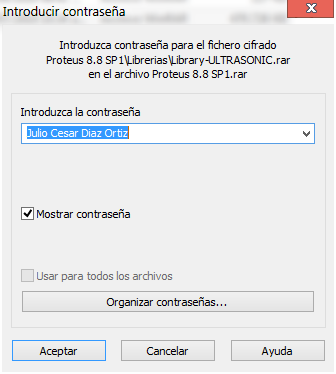 Introducir contraseña
Introduzca contraseña para el fichero cifrado
Proteus 8.8 SP1\Librerias\Library-ULTRASONIC.rar
en el archivo Proteus 8.8 SP1.rar
Introduzca la contraseña
Julio Cesar Diaz Ortiz
Mostrar contraseña
Usar para todos los archivos
Organizar contraseñas...
Aceptar
Cancelar
Ayuda